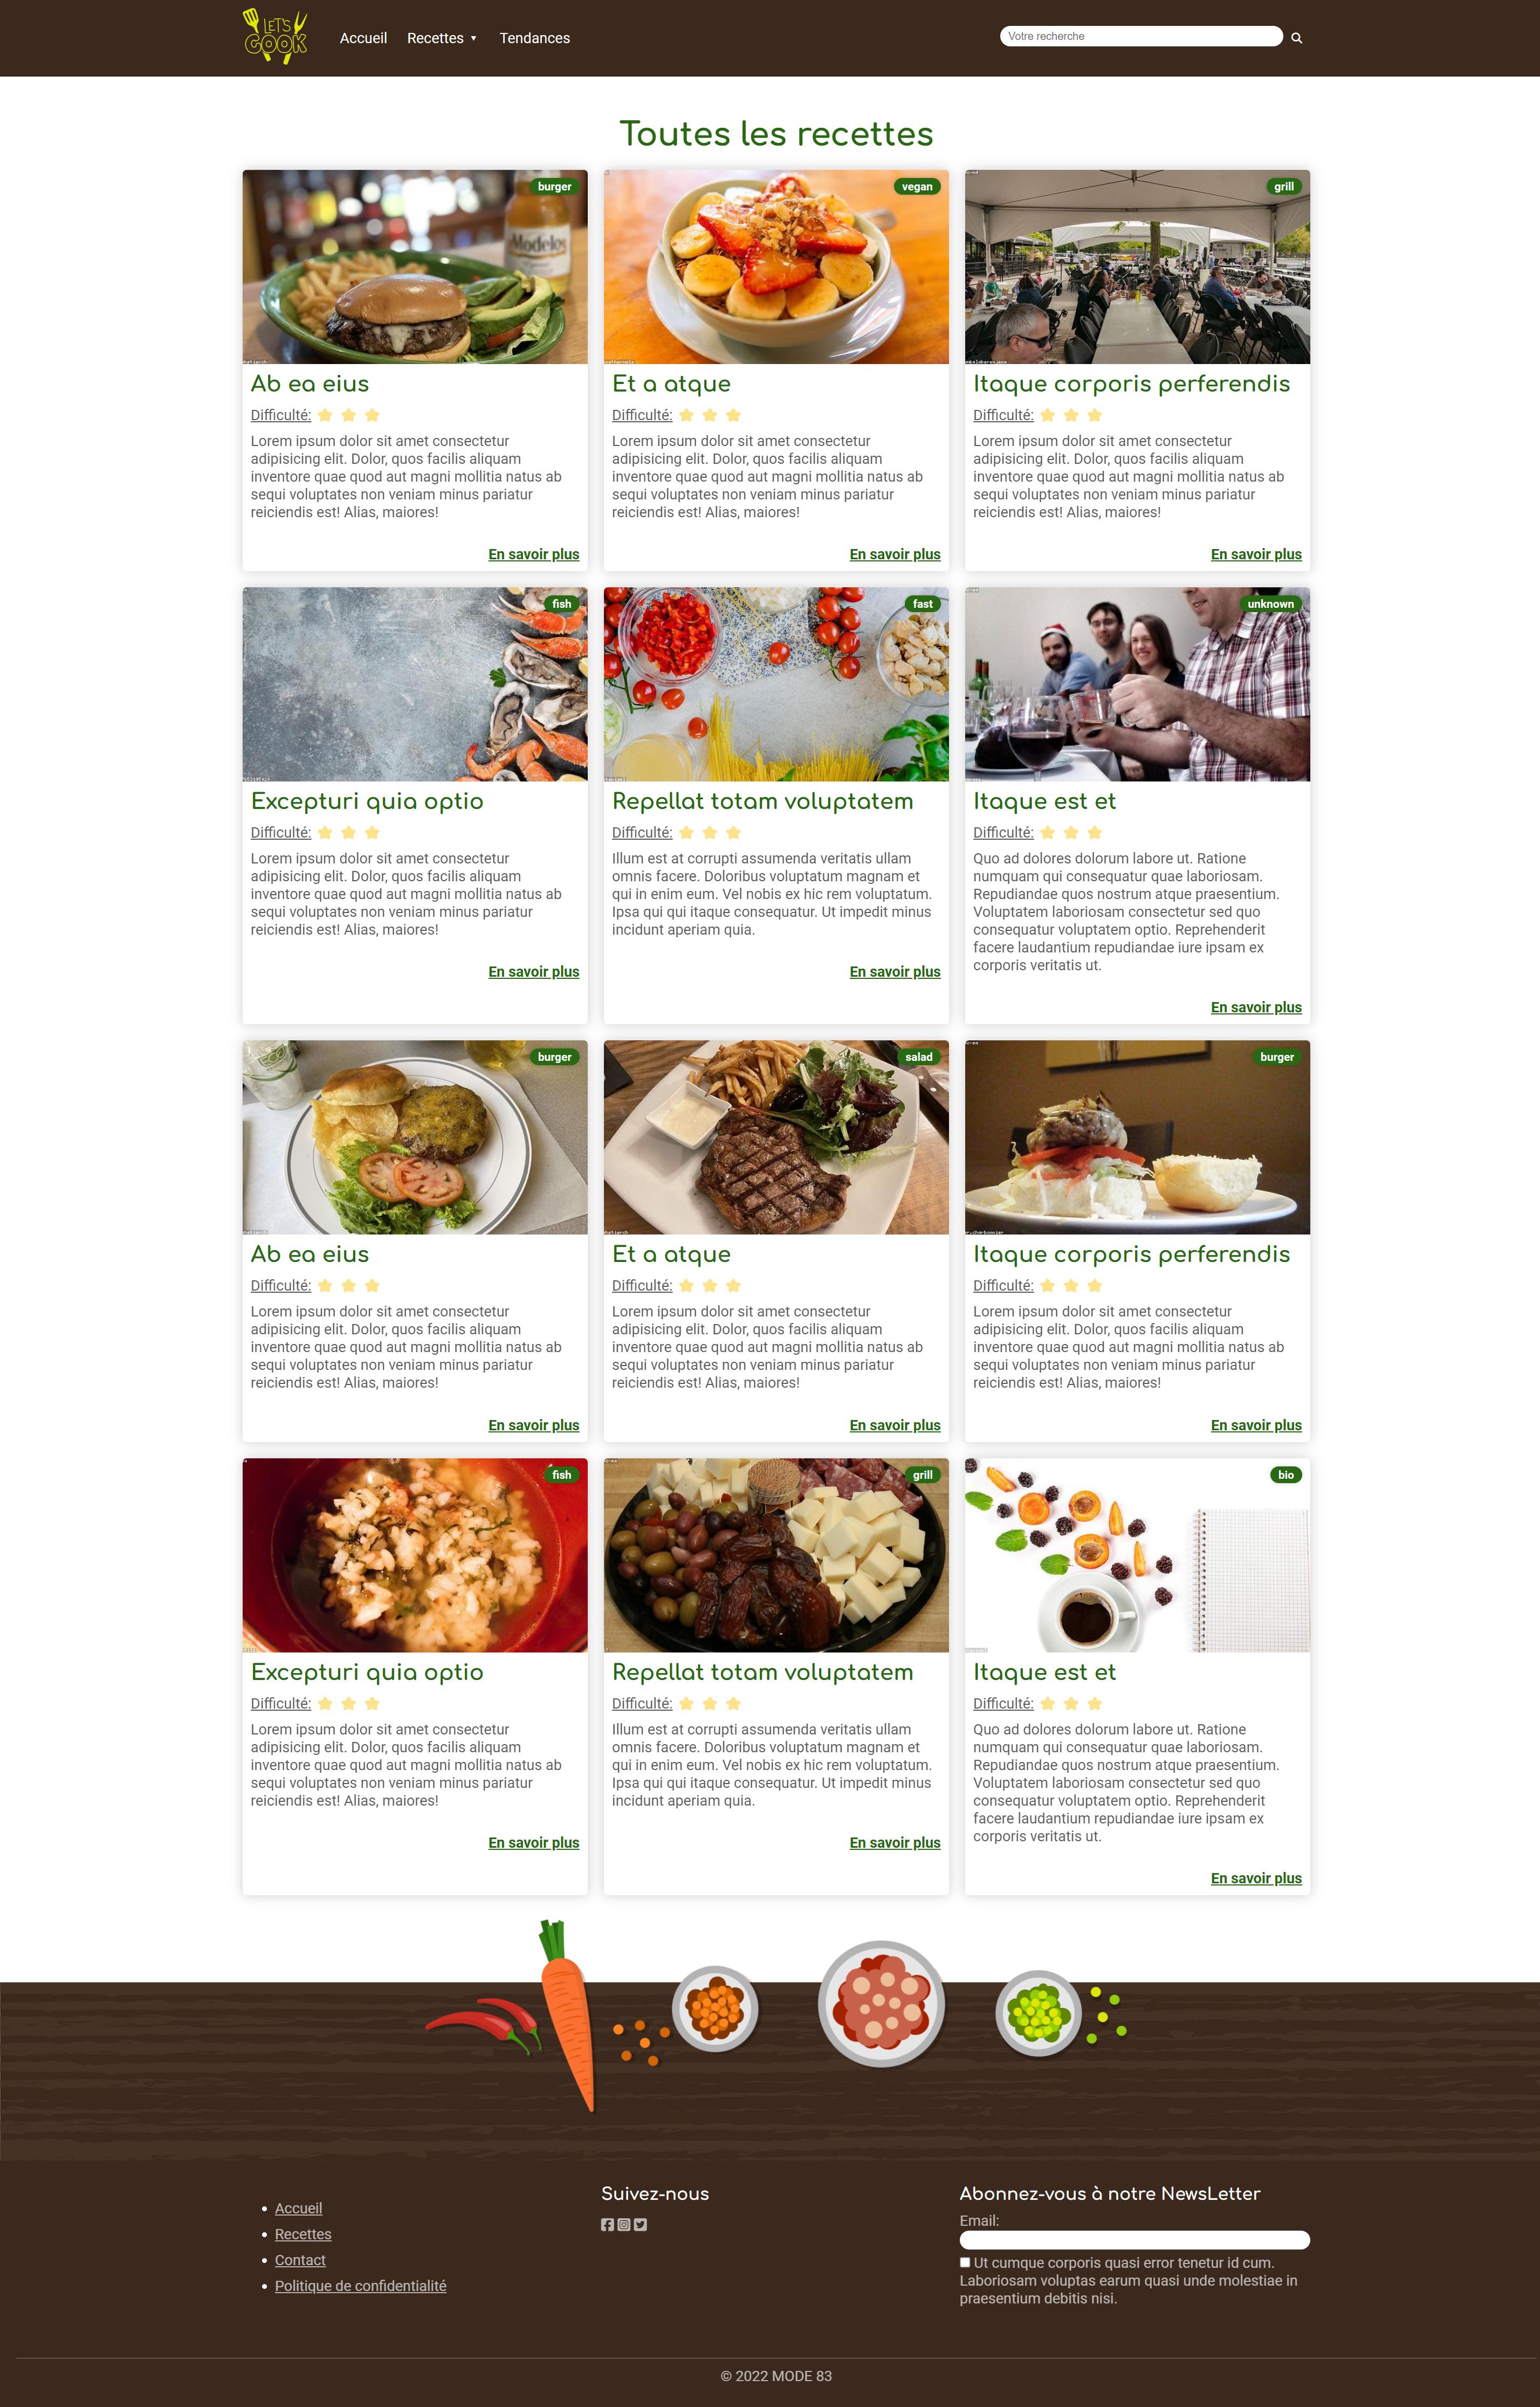 LET'S
COOK
Accueil
Recettes ▼
Tendances
Votre recherche
Toutes les recettes
burger
Modelo
Ab ea eius
Difficulté:
Lorem ipsum dolor sit amet consectetur
adipisicing elit. Dolor, quos facilis aliquam
inventore quae quod aut magni mollitia natus ab
sequi voluptates non veniam minus pariatur
reiciendis est! Alias, maiores!
En savoir plus
vegan
Et a atque
Difficulté:
Lorem ipsum dolor sit amet consectetur
adipisicing elit. Dolor, quos facilis aliquam
inventore quae quod aut magni mollitia natus ab
sequi voluptates non veniam minus pariatur
reiciendis est! Alias, maiores!
En savoir plus
grill
Itaque corporis perferendis
Difficulté:
Lorem ipsum dolor sit amet consectetur
adipisicing elit. Dolor, quos facilis aliquam
inventore quae quod aut magni mollitia natus ab
sequi voluptates non veniam minus pariatur
reiciendis est! Alias, maiores!
En savoir plus
fish
Excepturi quia optio
Difficulté:
Lorem ipsum dolor sit amet consectetur
adipisicing elit. Dolor, quos facilis aliquam
inventore quae quod aut magni mollitia natus ab
sequi voluptates non veniam minus pariatur
reiciendis est! Alias, maiores!
En savoir plus
fast
Repellat totam voluptatem
Difficulté:
Illum est at corrupti assumenda veritatis ullam
omnis facere. Doloribus voluptatum magnam et
qui in enim eum. Vel nobis ex hic rem voluptatum.
Ipsa qui qui itaque consequatur. Ut impedit minus
incidunt aperiam quia.
En savoir plus
unknown
Itaque est et
Difficulté:
Quo ad dolores dolorum labore ut. Ratione
numquam qui consequatur quae laboriosam.
Repudiandae quos nostrum atque praesentium.
Voluptatem laboriosam consectetur sed quo
consequatur voluptatem optio. Reprehenderit
facere laudantium repudiandae iure ipsam ex
corporis veritatis ut.
En savoir plus
burger
Ab ea eius
Difficulté:
Lorem ipsum dolor sit amet consectetur
adipisicing elit. Dolor, quos facilis aliquam
inventore quae quod aut magni mollitia natus ab
sequi voluptates non veniam minus pariatur
reiciendis est! Alias, maiores!
En savoir plus
salad
Et a atque
Difficulté:
Lorem ipsum dolor sit amet consectetur
adipisicing elit. Dolor, quos facilis aliquam
inventore quae quod aut magni mollitia natus ab
sequi voluptates non veniam minus pariatur
reiciendis est! Alias, maiores!
En savoir plus
burger
Itaque corporis perferendis
Difficulté:
Lorem ipsum dolor sit amet consectetur
adipisicing elit. Dolor, quos facilis aliquam
inventore quae quod aut magni mollitia natus ab
sequi voluptates non veniam minus pariatur
reiciendis est! Alias, maiores!
En savoir plus
fish
Excepturi quia optio
Difficulté:
Lorem ipsum dolor sit amet consectetur
adipisicing elit. Dolor, quos facilis aliquam
inventore quae quod aut magni mollitia natus ab
sequi voluptates non veniam minus pariatur
reiciendis est! Alias, maiores!
En savoir plus
grill
Repellat totam voluptatem
Difficulté:
Illum est at corrupti assumenda veritatis ullam
omnis facere. Doloribus voluptatum magnam et
qui in enim eum. Vel nobis ex hic rem voluptatum.
Ipsa qui qui itaque consequatur. Ut impedit minus
incidunt aperiam quia.
En savoir plus
bio
Itaque est et
Difficulté:
Quo ad dolores dolorum labore ut. Ratione
numquam qui consequatur quae laboriosam.
Repudiandae quos nostrum atque praesentium.
Voluptatem laboriosam consectetur sed quo
consequatur voluptatem optio. Reprehenderit
facere laudantium repudiandae iure ipsam ex
corporis veritatis ut.
En savoir plus
Accueil
Recettes
Contact
Politique de confidentialité
Suivez-nous
Abonnez-vous à notre NewsLetter
Email:
Ut cumque corporis quasi error tenetur id cum.
Laboriosam voluptas earum quasi unde molestiae in
praesentium debitis nisi.
© 2022 MODE 83